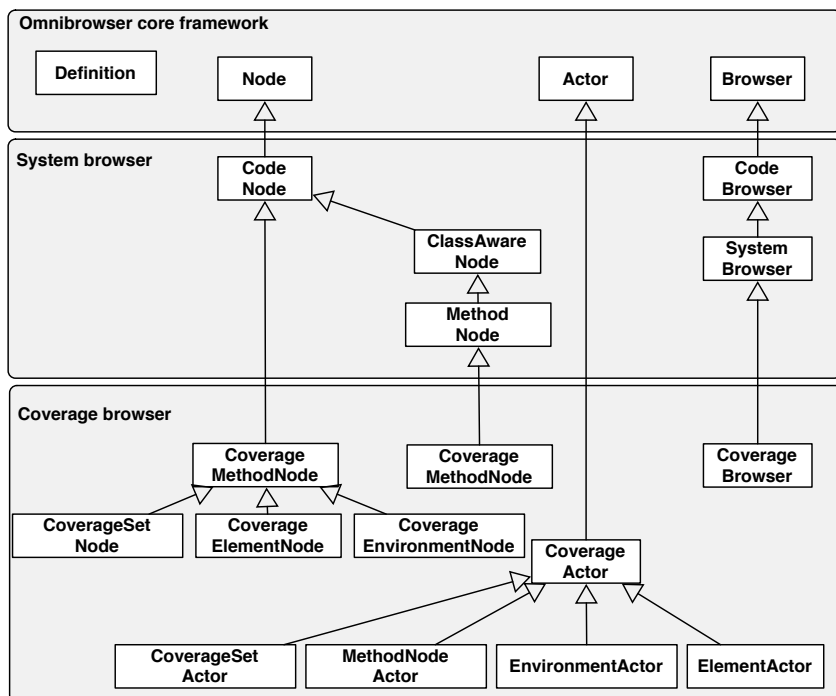 Omnibrowser core framework
Definition
Node
Actor
Browser
System browser
Code
Node
Code
Browser
ClassAware
Node
System
Browser
Method
Node
Coverage browser
Coverage
MethodNode
Coverage
MethodNode
Coverage
Browser
CoverageSet
Node
Coverage
ElementNode
Coverage
EnvironmentNode
Coverage
Actor
CoverageSet
Actor
MethodNode
Actor
EnvironmentActor
ElementActor